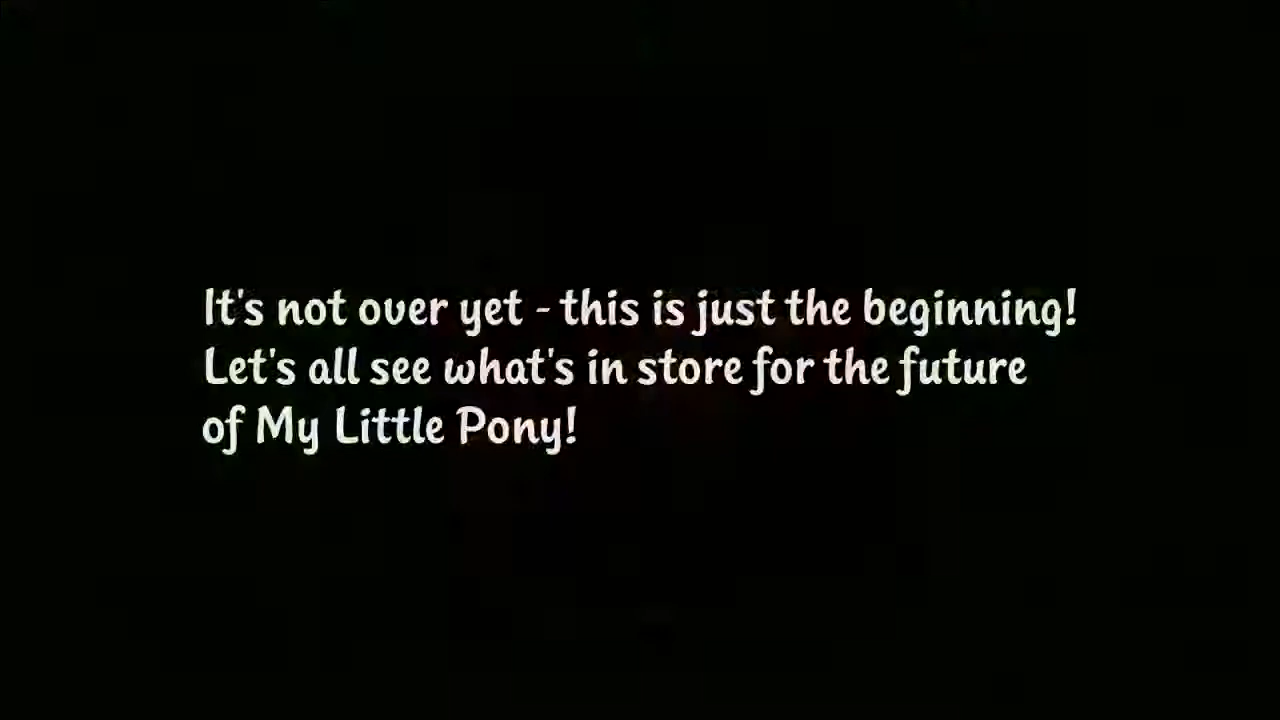 It's not over yet - this is just the beginning!
Let's all see what's in store for the future
of My Little Pony!